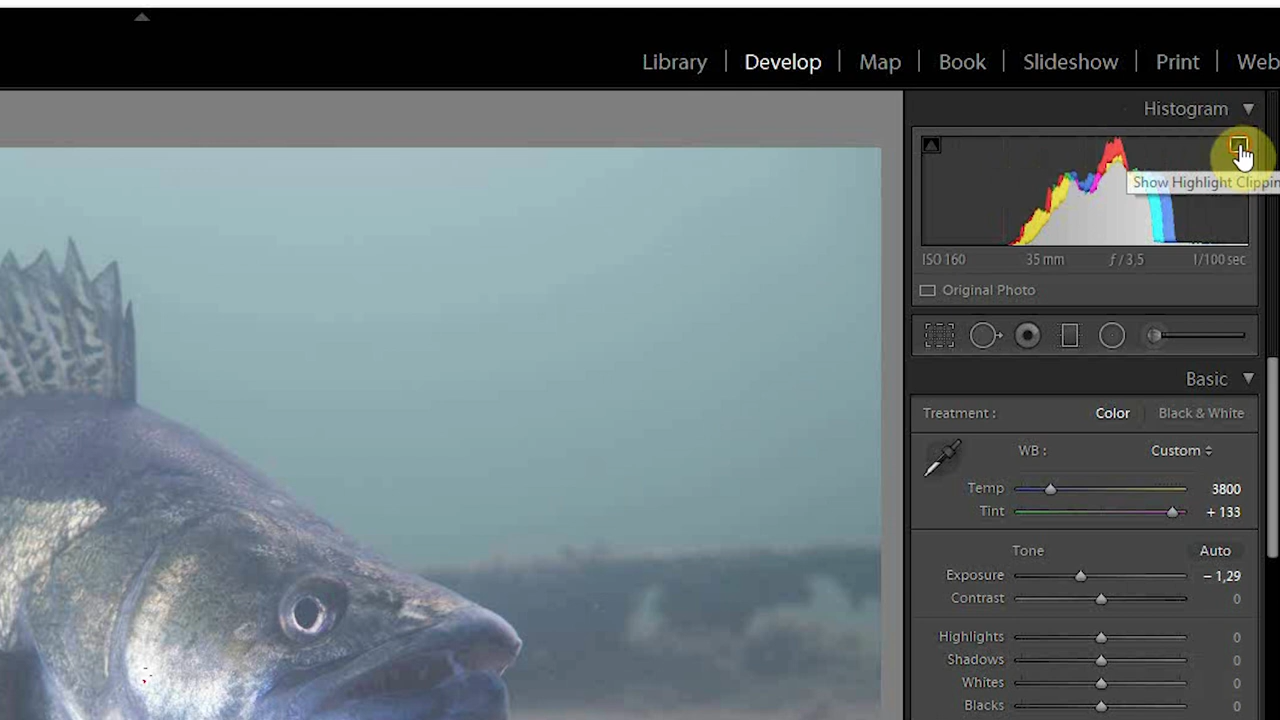 Library | Develop | Map | Book | Slideshow | Print | Web
Histogram
Show Highlight Clippin
ISO 160 35 mm ƒ / 3,5 1/100 sec
Original Photo
Basic
Treatment : Color Black & White
WB : Custom
Temp 3800
Tint + 133
Tone Auto
Exposure − 1,29
Contrast 0
Highlights 0
Shadows 0
Whites 0
Blacks 0